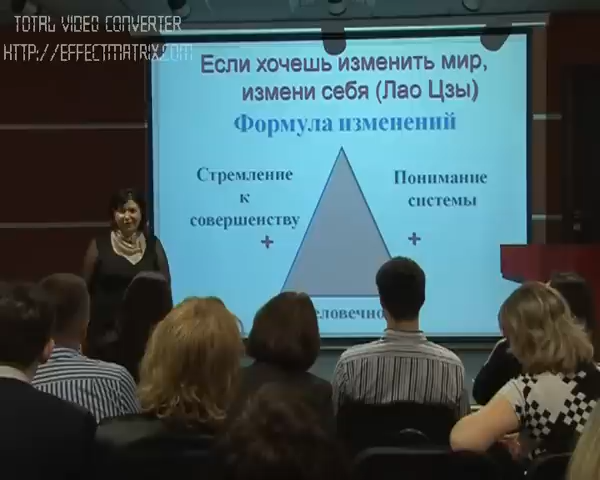 TOTAL VIDEO CONVERTER
HTTP://EFFECTMATRIX.COM
Если хочешь изменить мир,
измени себя (Лао Цзы)
Формула изменений
Стремление
к
совершенству
+
Понимание
системы
+